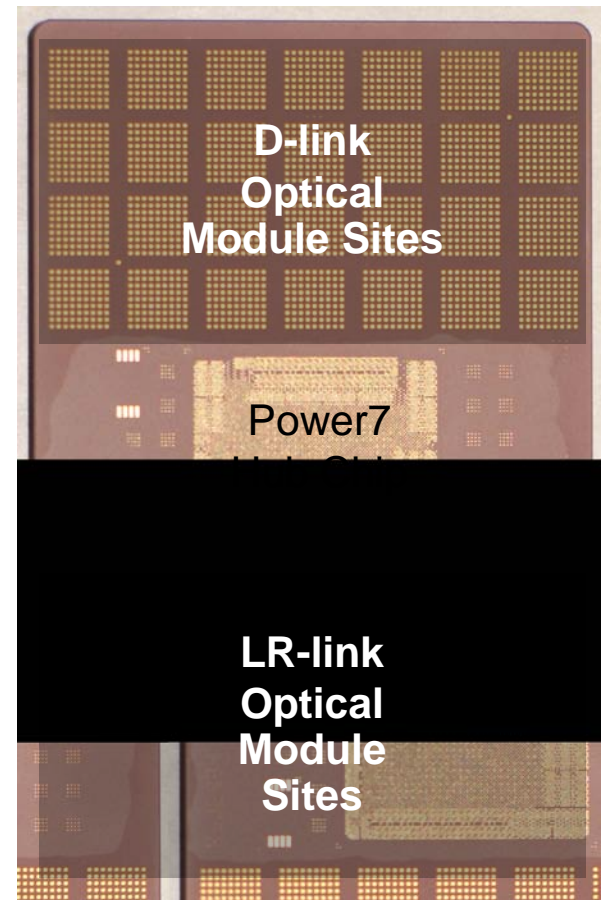 D-link
Optical
Module Sites
Power7
LR-link
Optical
Module
Sites